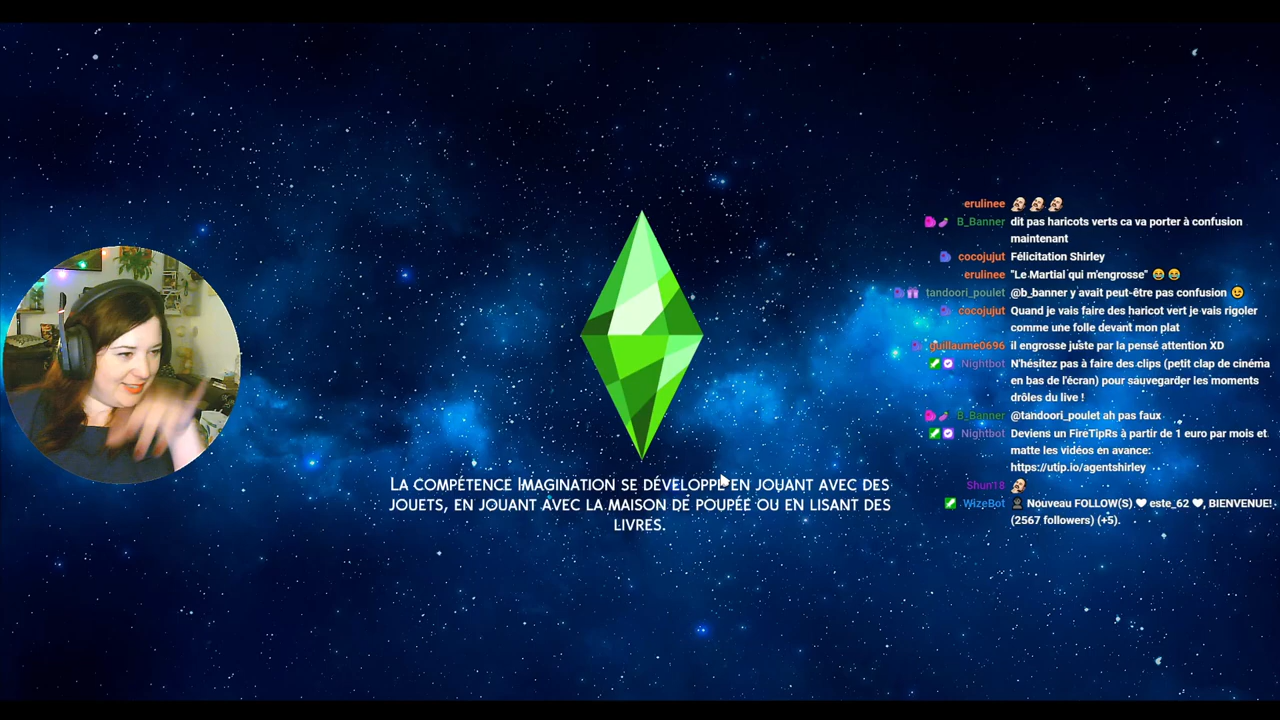 erulinee
B_Banner dit pas haricots verts ca va porter à confusion
maintenant
cocojujut Félicitation Shirley
erulinee "Le Martial qui m'engrosse"
tandoori_poulet @b_banner y avait peut-être pas confusion
cocojujut Quand je vais faire des haricot vert je vais rigoler
comme une folle devant mon plat
guillaume0696 il engrosse juste par la pensé attention XD
Nightbot N'hésitez pas à faire des clips (petit clap de cinéma
en bas de l'écran) pour sauvegarder les moments
drôles du live !
B_Banner @tandoori_poulet ah pas faux
Nightbot Deviens un FireTipRs à partir de 1 euro par mois et
matte les vidéos en avance:
https://utip.io/agentshirley
Shun18
WizeBot Nouveau FOLLOW(S) ♥ este_62 ♥, BIENVENUE!
(2567 followers) (+5).
La compétence Imagination se développe en jouant avec des
jouets, en jouant avec la maison de poupée ou en lisant des
livres.